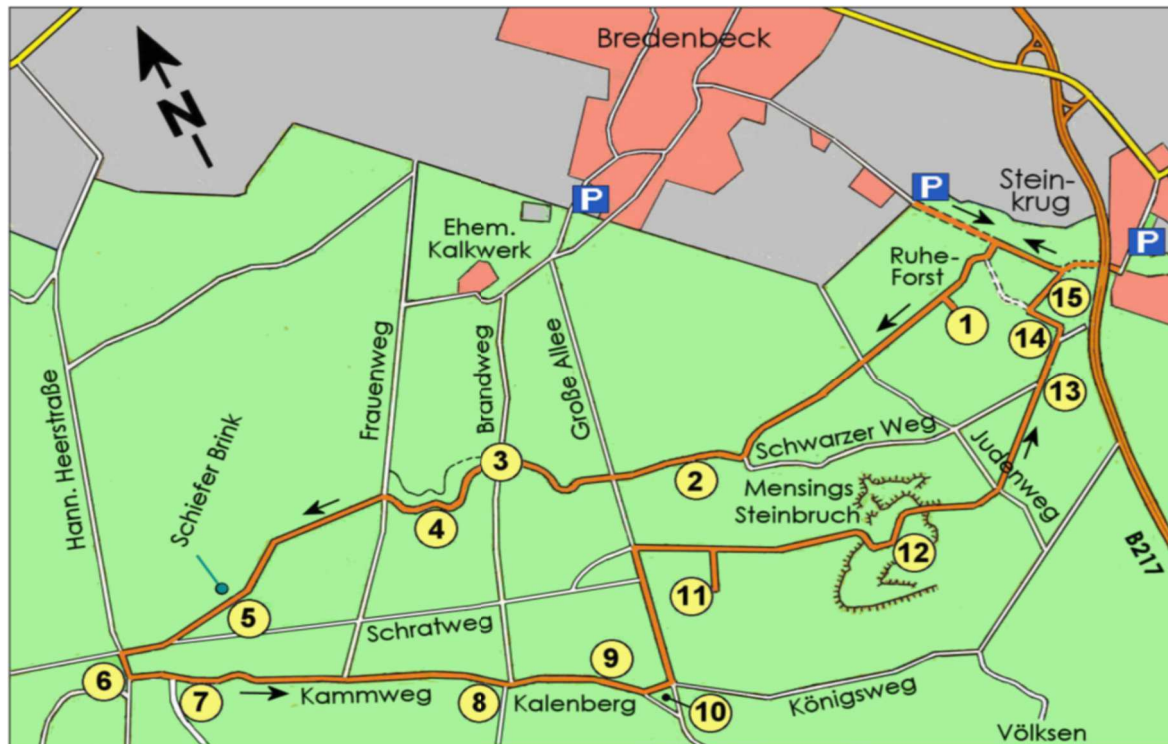 Bredenbeck
N
P
P
P
Stein-
krug
Ehem.
Kalkwerk
Ruhe-
Forst
1
15
14
13
Hann. Heerstraße
Frauenweg
Brandweg
Große Allee
Schwarzer Weg
Judenweg
B217
3
2
4
Mensings
Steinbruch
12
Schiefer Brink
5
11
Schratweg
6
7
Kammweg
8
9
Kalenberg
10
Königsweg
Völksen